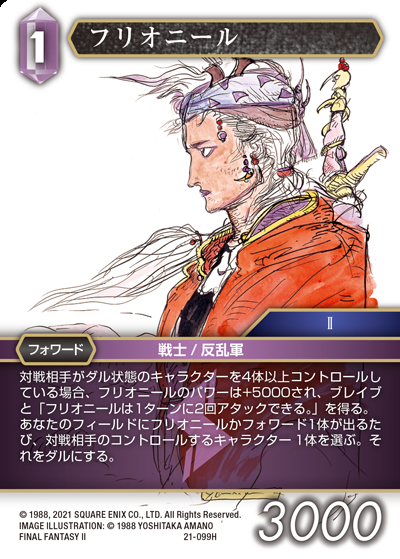 1
フリオニール
II
フォワード
戦士 / 反乱軍
対戦相手がダル状態のキャラクターを4体以上コントロールし
ている場合、フリオニールのパワーは+5000され、ブレイブ
と「フリオニールは1ターンに2回アタックできる。」を得る。
あなたのフィールドにフリオニールかフォワード1体が出るた
び、対戦相手のコントロールするキャラクター 1体を選ぶ。そ
れをダルにする。
© 1988, 2021 SQUARE ENIX CO., LTD. All Rights Reserved.
IMAGE ILLUSTRATION: © 1988 YOSHITAKA AMANO
FINAL FANTASY II
21-099H
3000